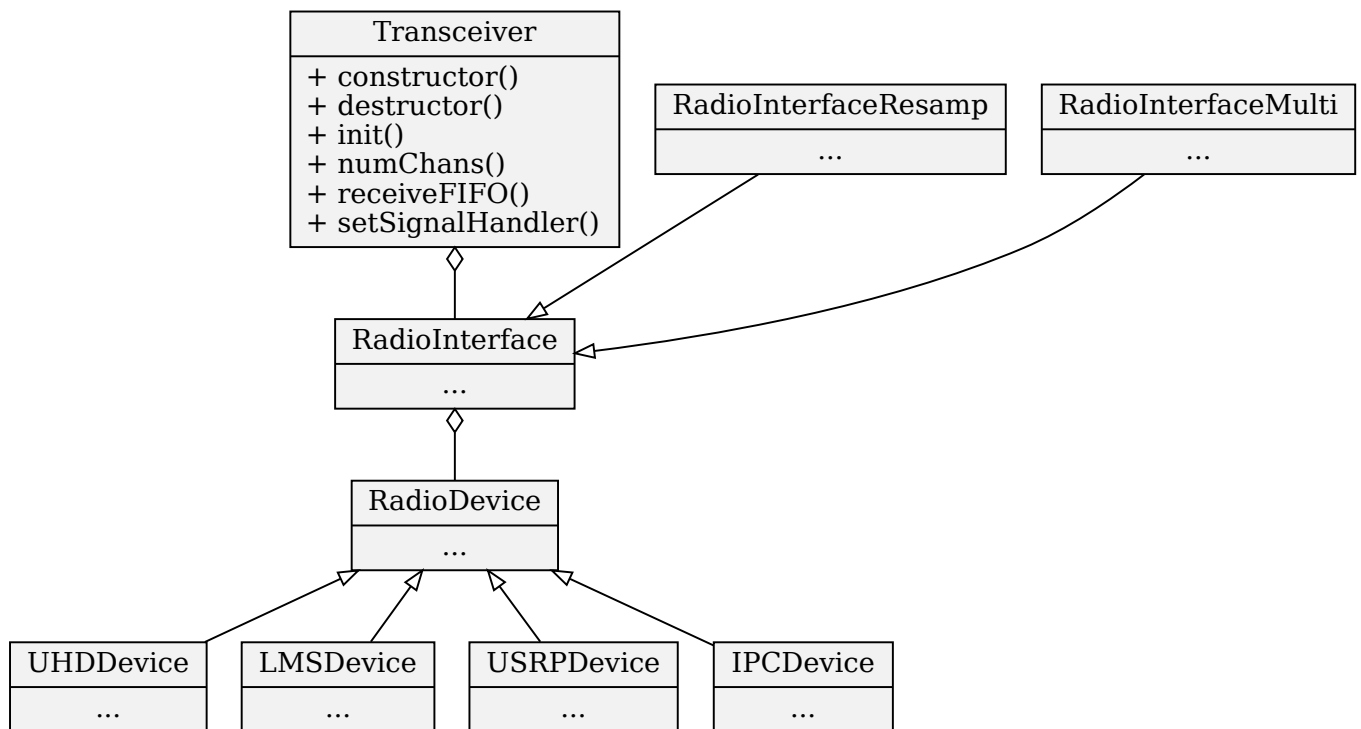 Transceiver
+ constructor()
+ destructor()
+ init()
+ numChans()
+ receiveFIFO()
+ setSignalHandler()
RadioInterfaceResamp
...
RadioInterfaceMulti
...
RadioInterface
...
RadioDevice
...
UHDDevice
...
LMSDevice
...
USRPDevice
...
IPCDevice
...